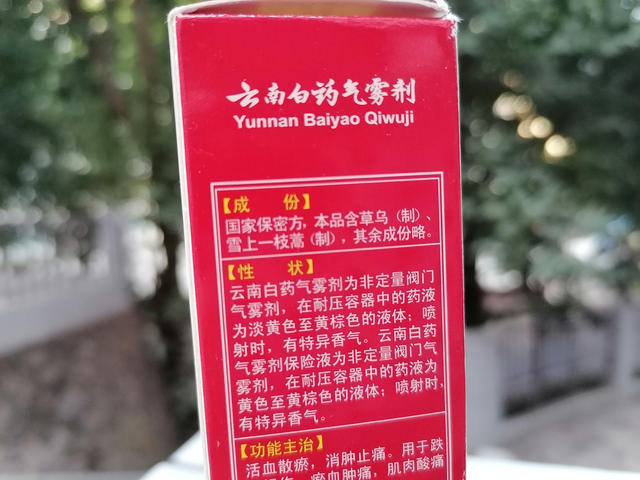 云南白药气雾剂
Yunnan Baiyao Qiwuji
【成 份】
国家保密方，本品含草乌（制）、
雪上一枝蒿（制），其余成份略。
【性 状】
云南白药气雾剂为非定量阀门
气雾剂，在耐压容器中的药液
为淡黄色至黄棕色的液体；喷
射时，有特异香气。云南白药
气雾剂保险液为非定量阀门气
雾剂，在耐压容器中的药液为
黄色至黄棕色的液体；喷射时，
有特异香气。
【功能主治】
活血散瘀，消肿止痛。用于跌
瘀血肿痛，肌肉酸痛